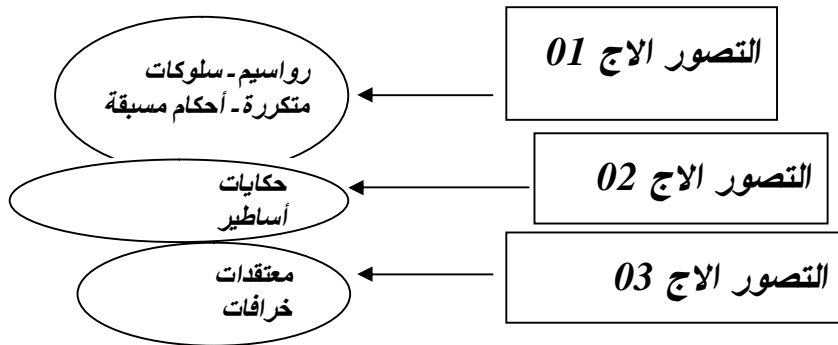 التصور الاج 01
رواسيم - سلوكات
متكررة - أحكام مسبقة
التصور الاج 02
حكايات
أساطير
التصور الاج 03
معتقدات
خرافات